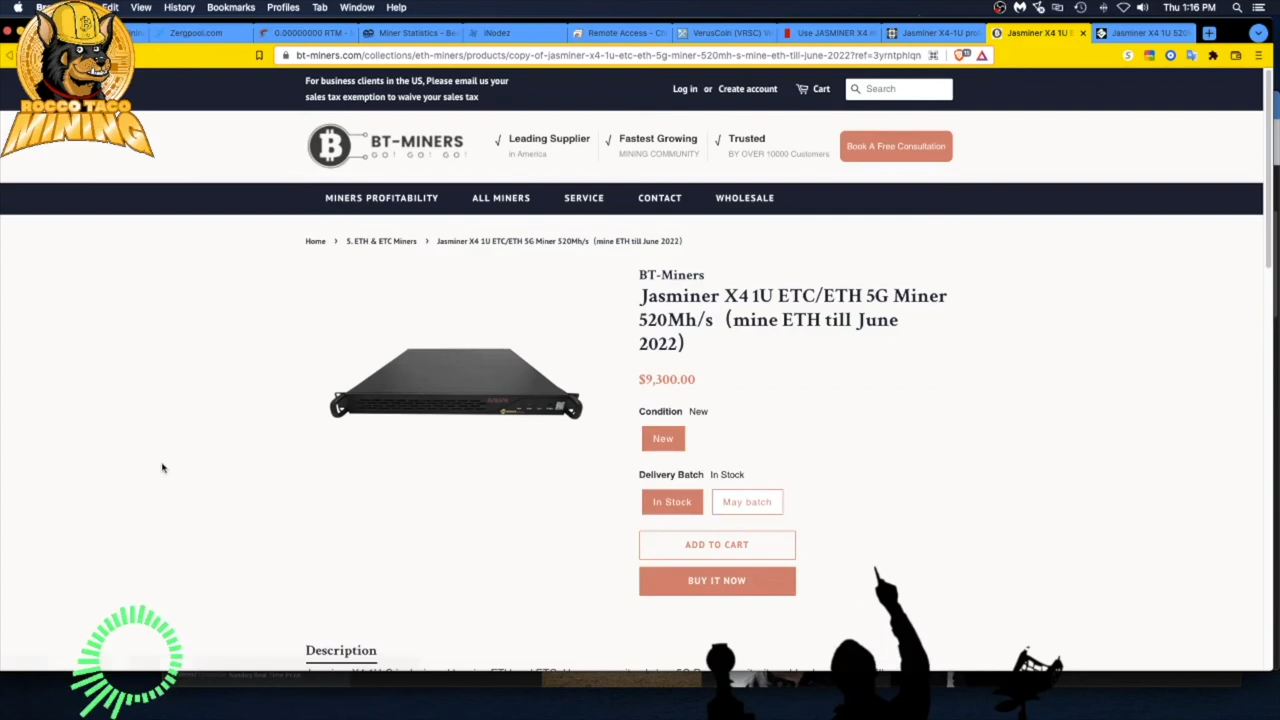 Edit View History Bookmarks Profiles Tab Window Help
Thu 1:16 PM
Zergpool.com
0.00000000 RTM -
Miner Statistics - Be
iNodez
Remote Access - Ch
VerusCoin (VRSC) V
Use JASMINER X4 m
Jasminer X4-1U pro
Jasminer X4 1U E
Jasminer X4 1U 520
bt-miners.com/collections/eth-miners/products/copy-of-jasminer-x4-1u-etc-eth-5g-miner-520mh-s-mine-eth-till-june-2022?ref=3yrntphlqn
ROCCO TACO
MINING
For business clients in the US, Please email us your
sales tax exemption to waive your sales tax
Log in or Create account
Cart
Search
BT-MINERS
GO! GO! GO!
Leading Supplier
in America
Fastest Growing
MINING COMMUNITY
Trusted
BY OVER 10000 Customers
Book A Free Consultation
MINERS PROFITABILITY ALL MINERS SERVICE CONTACT WHOLESALE
Home › 5. ETH & ETC Miners › Jasminer X4 1U ETC/ETH 5G Miner 520Mh/s（mine ETH till June 2022）
BT-Miners
Jasminer X4 1U ETC/ETH 5G Miner
520Mh/s（mine ETH till June
2022）
$9,300.00
Condition New
New
Delivery Batch In Stock
In Stock
May batch
ADD TO CART
BUY IT NOW
Description